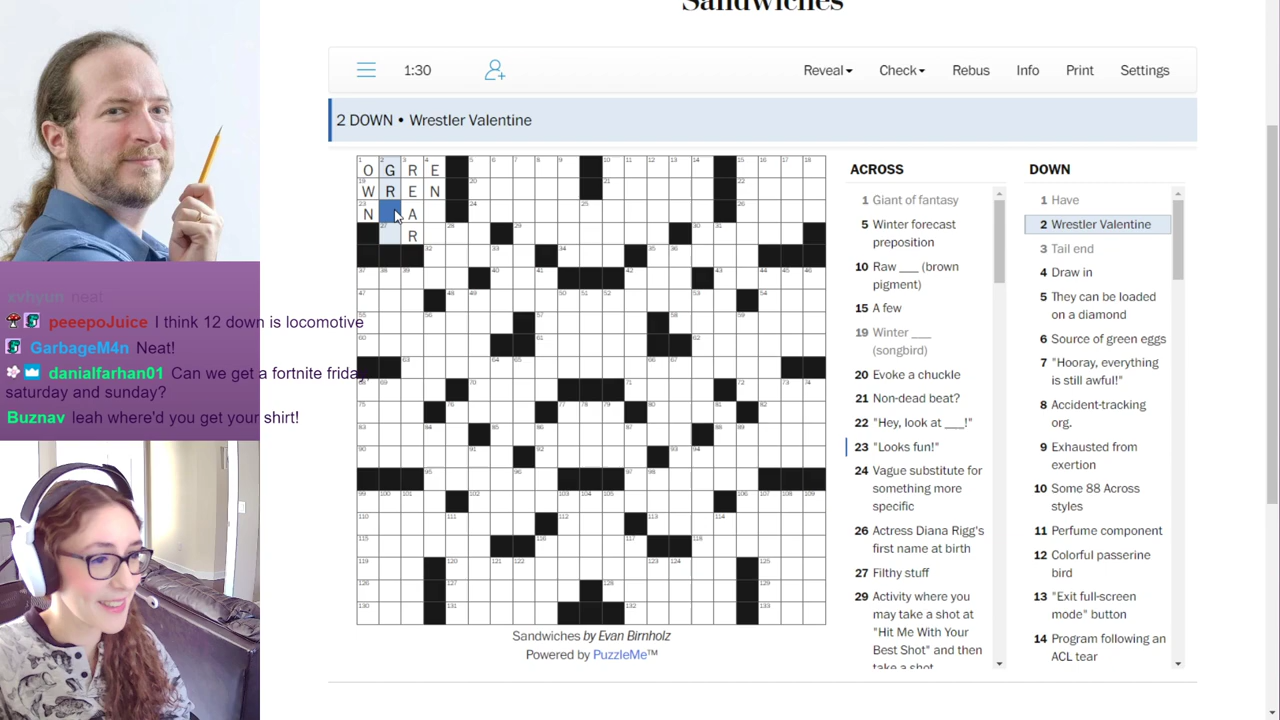 Sandwiches
1:30
Reveal
Check
Rebus
Info
Print
Settings
2 DOWN • Wrestler Valentine
O G R E
W R E N
N A
R
ACROSS
1 Giant of fantasy
5 Winter forecast
preposition
10 Raw ___ (brown
pigment)
15 A few
19 Winter ___
(songbird)
20 Evoke a chuckle
21 Non-dead beat?
22 "Hey, look at ___!"
23 "Looks fun!"
24 Vague substitute for
something more
specific
26 Actress Diana Rigg's
first name at birth
27 Filthy stuff
29 Activity where you
may take a shot at
"Hit Me With Your
Best Shot" and then
take a shot
DOWN
1 Have
2 Wrestler Valentine
3 Tail end
4 Draw in
5 They can be loaded
on a diamond
6 Source of green eggs
7 "Hooray, everything
is still awful!"
8 Accident-tracking
org.
9 Exhausted from
exertion
10 Some 88 Across
styles
11 Perfume component
12 Colorful passerine
bird
13 "Exit full-screen
mode" button
14 Program following an
ACL tear
neat
peeepoJuice I think 12 down is locomotive
GarbageM4n Neat!
danialfarhan01 Can we get a fortnite friday,
saturday and sunday?
Buznav leah where'd you get your shirt!
Sandwiches by Evan Birnholz
Powered by PuzzleMe™